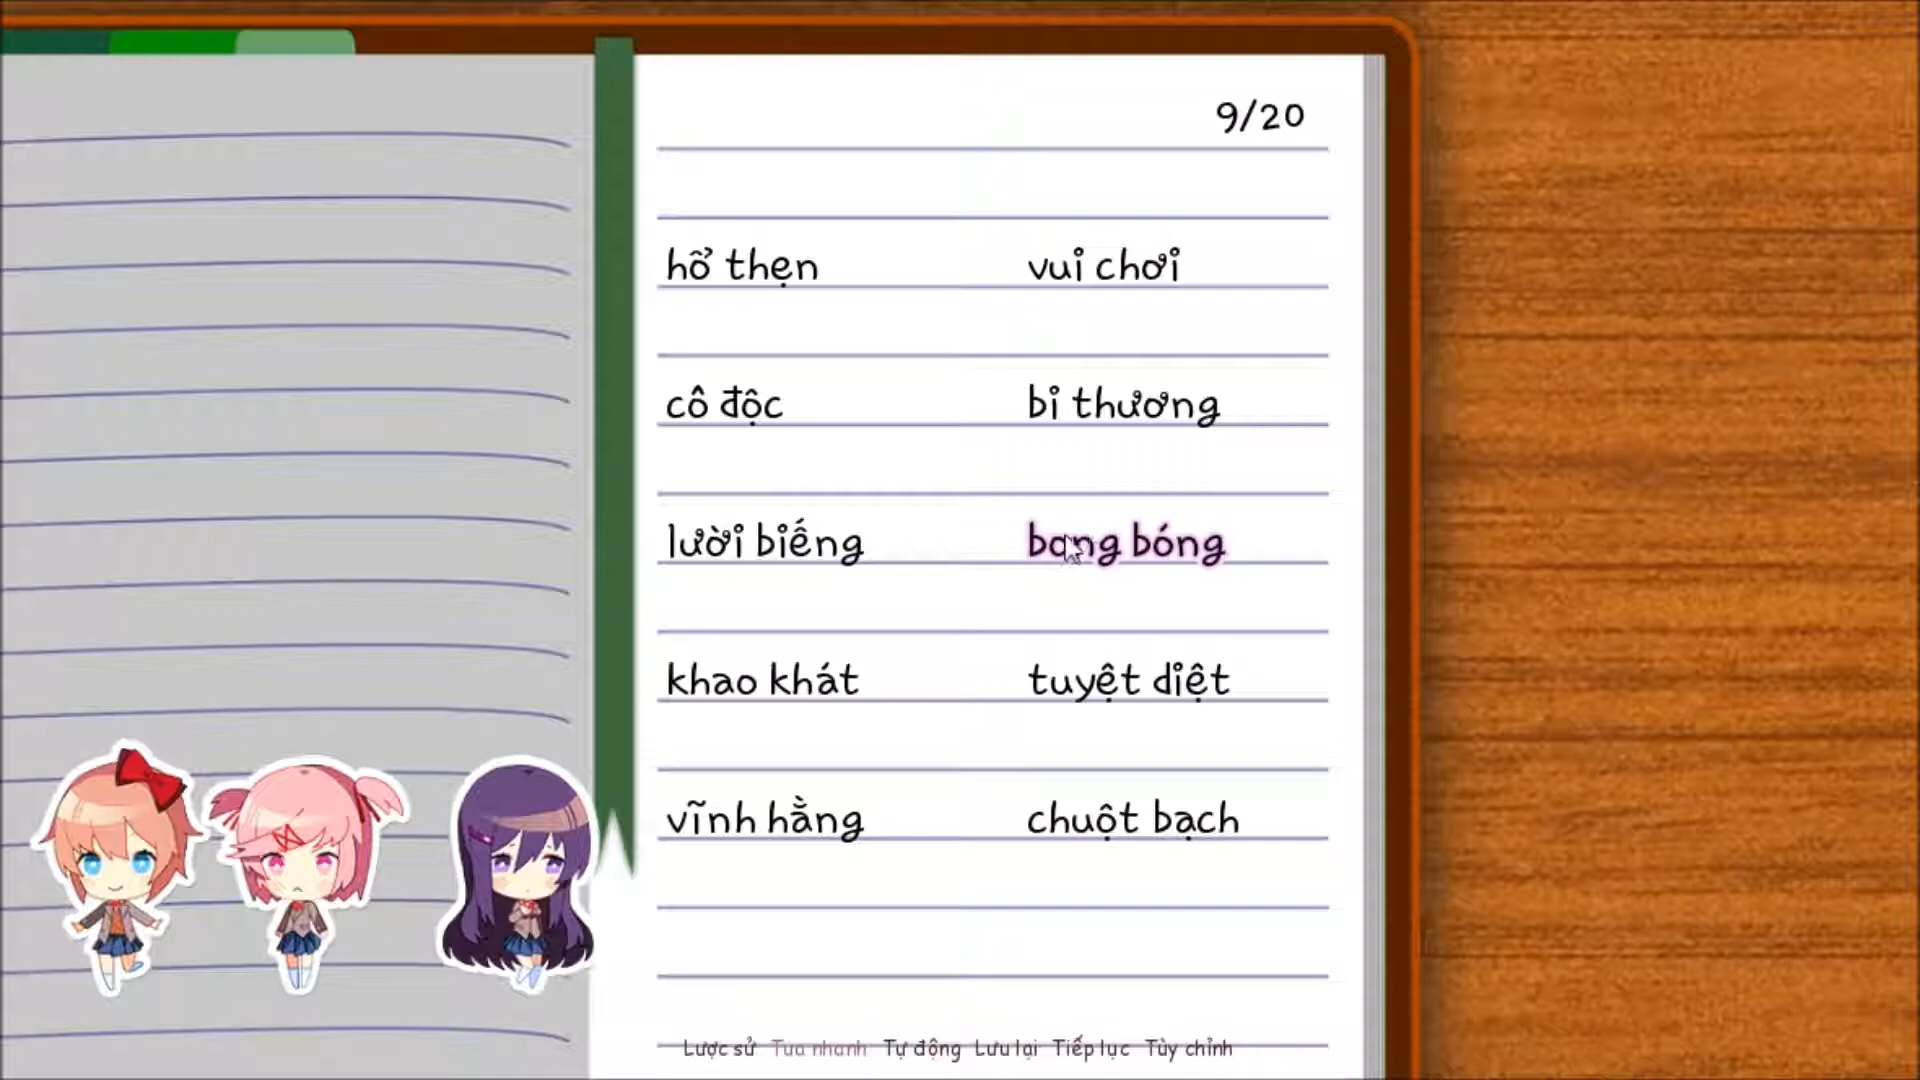 9/20
hổ thẹn vui chơi
cô độc bi thương
lười biếng bong bóng
khao khát tuyệt diệt
vĩnh hằng chuột bạch
Lược sử Tua nhanh Tự động Lưu lại Tiếp lục Tùy chỉnh